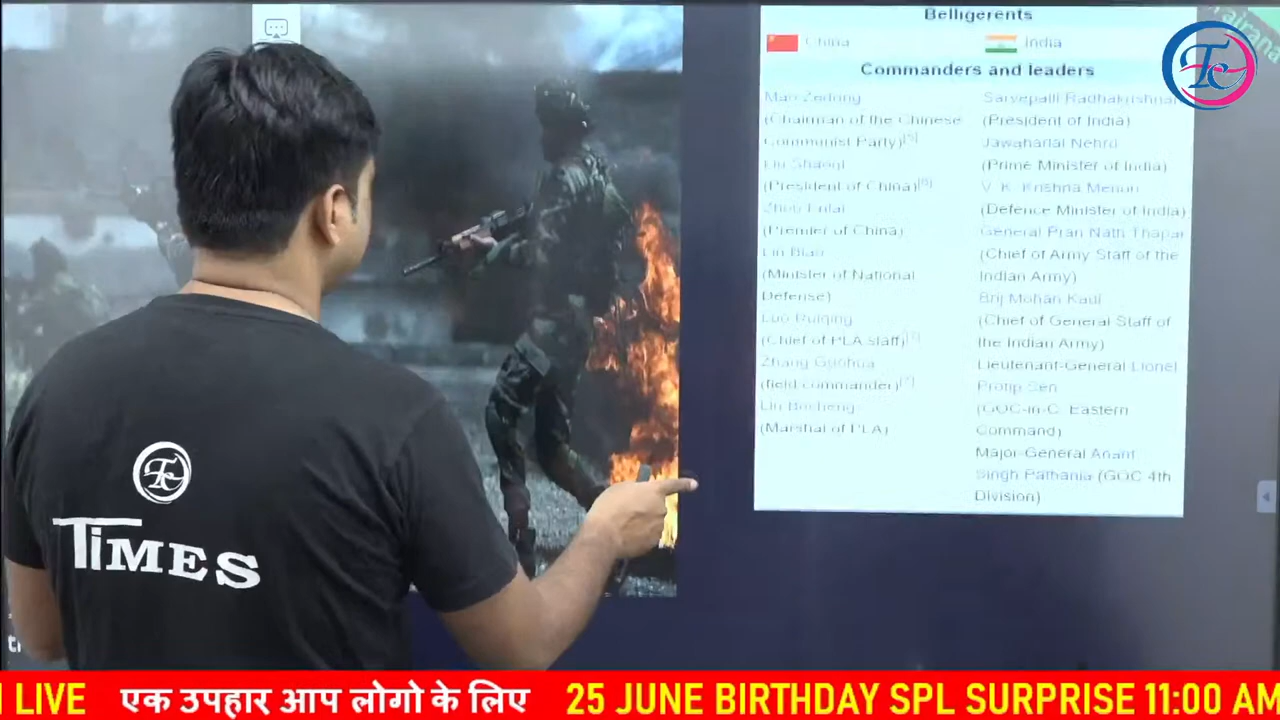 Belligerents
China India
Commanders and leaders
Mao Zedong
(Chairman of the Chinese
Communist Party)[5]
Liu Shaoqi
(President of China)[6]
Zhou Enlai
(Premier of China)
Lin Biao
(Minister of National
Defense)
Luo Ruiqing
(Chief of PLA staff)[7]
Zhang Guohua
(field commander)[7]
Liu Bocheng
(Marshal of PLA)
Sarvepalli Radhakrishnan
(President of India)
Jawaharlal Nehru
(Prime Minister of India)
V. K. Krishna Menon
(Defence Minister of India)
General Pran Nath Thapar
(Chief of Army Staff of the
Indian Army)
Brij Mohan Kaul
(Chief of General Staff of
the Indian Army)
Lieutenant-General Lionel
Protip Sen
(GOC-in-C, Eastern
Command)
Major-General Anant
Singh Pathania (GOC 4th
Division)
Tc
Tc
TiMES
LIVE एक उपहार आप लोगो के लिए 25 JUNE BIRTHDAY SPL SURPRISE 11:00 AM